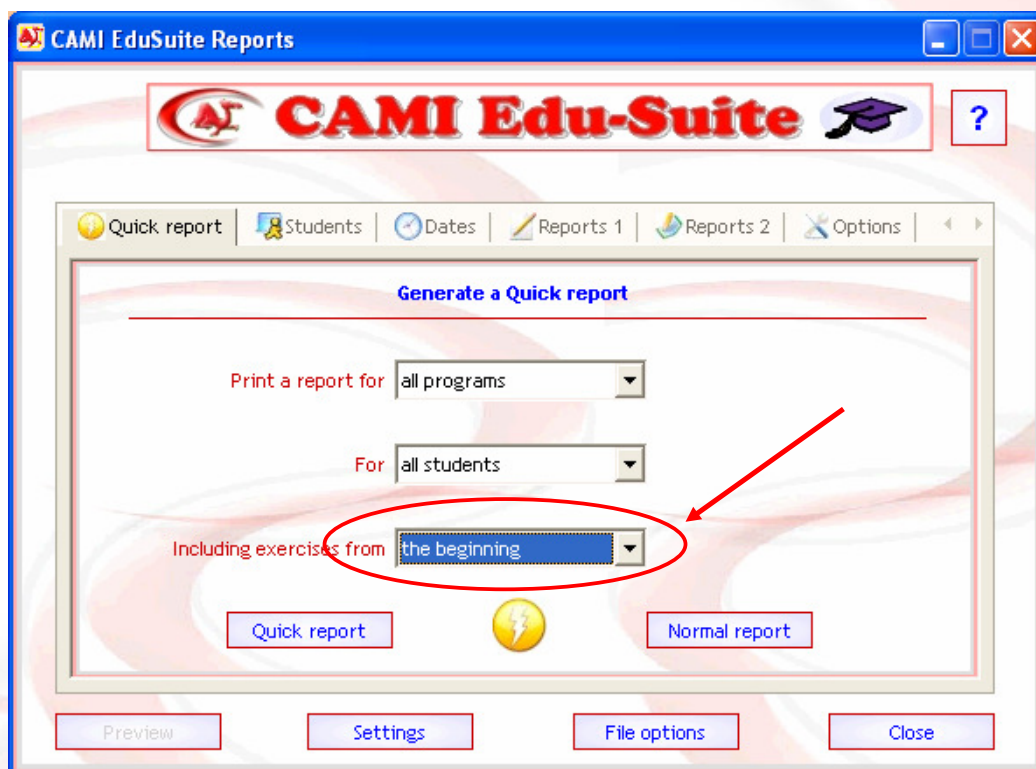 CAMI EduSuite Reports
CAMI Edu-Suite
?
Quick report Students Dates Reports 1 Reports 2 Options
Generate a Quick report
Print a report for all programs
For all students
Including exercises from the beginning
Quick report Normal report
Preview Settings File options Close